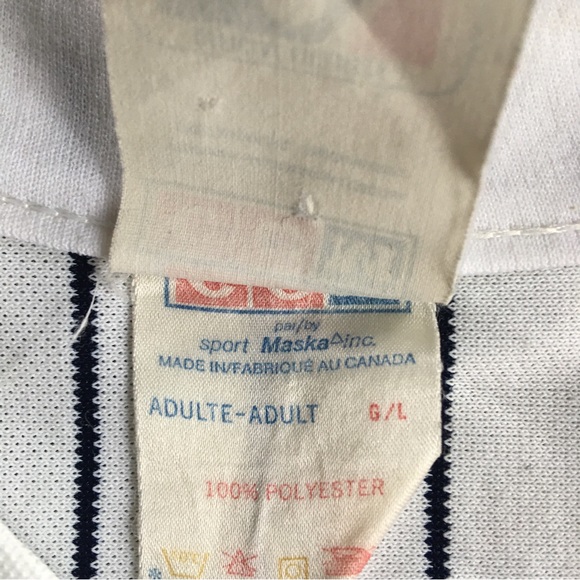 par/by
sport Maska inc.
MADE IN/FABRIQUÉ AU CANADA
ADULTE-ADULT G/L
100% POLYESTER